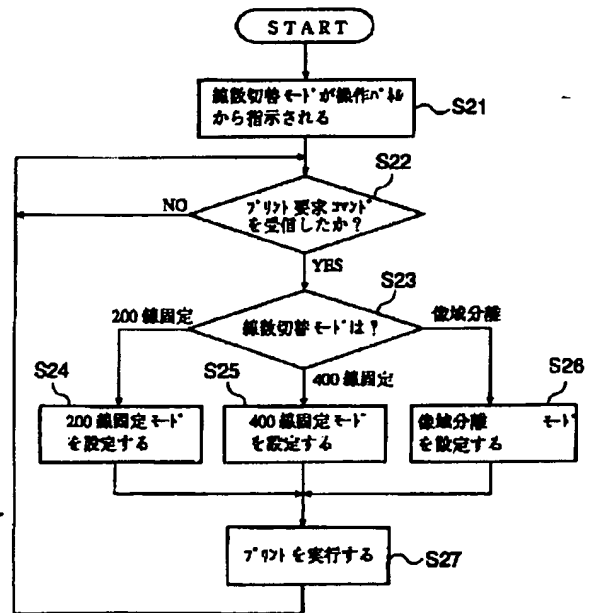 START
線数切替モードが操作パネル
から指示される
S21
S22
NO
プリント要求コマンド
を受信したか?
YES
S23
200線固定
線数切替モードは?
像域分離
S24
S25
400線固定
S26
200線固定モード
を設定する
400線固定モード
を設定する
像域分離 モード
を設定する
プリントを実行する
S27